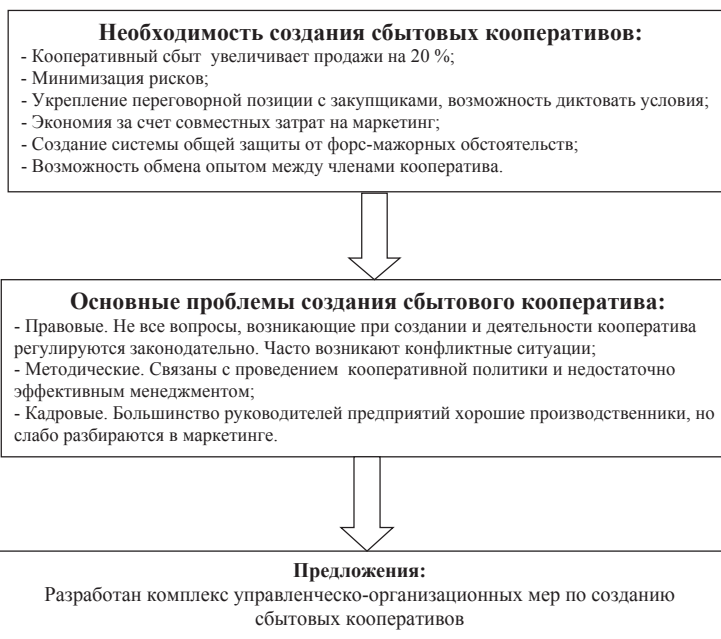 Необходимость создания сбытовых кооперативов:
- Кооперативный сбыт увеличивает продажи на 20 %;
- Минимизация рисков;
- Укрепление переговорной позиции с закупщиками, возможность диктовать условия;
- Экономия за счет совместных затрат на маркетинг;
- Создание системы общей защиты от форс-мажорных обстоятельств;
- Возможность обмена опытом между членами кооператива.
Основные проблемы создания сбытового кооператива:
- Правовые. Не все вопросы, возникающие при создании и деятельности кооператива
регулируются законодательно. Часто возникают конфликтные ситуации;
- Методические. Связаны с проведением кооперативной политики и недостаточно
эффективным менеджментом;
- Кадровые. Большинство руководителей предприятий хорошие производственники, но
слабо разбираются в маркетинге.
Предложения:
Разработан комплекс управленческо-организационных мер по созданию
сбытовых кооперативов